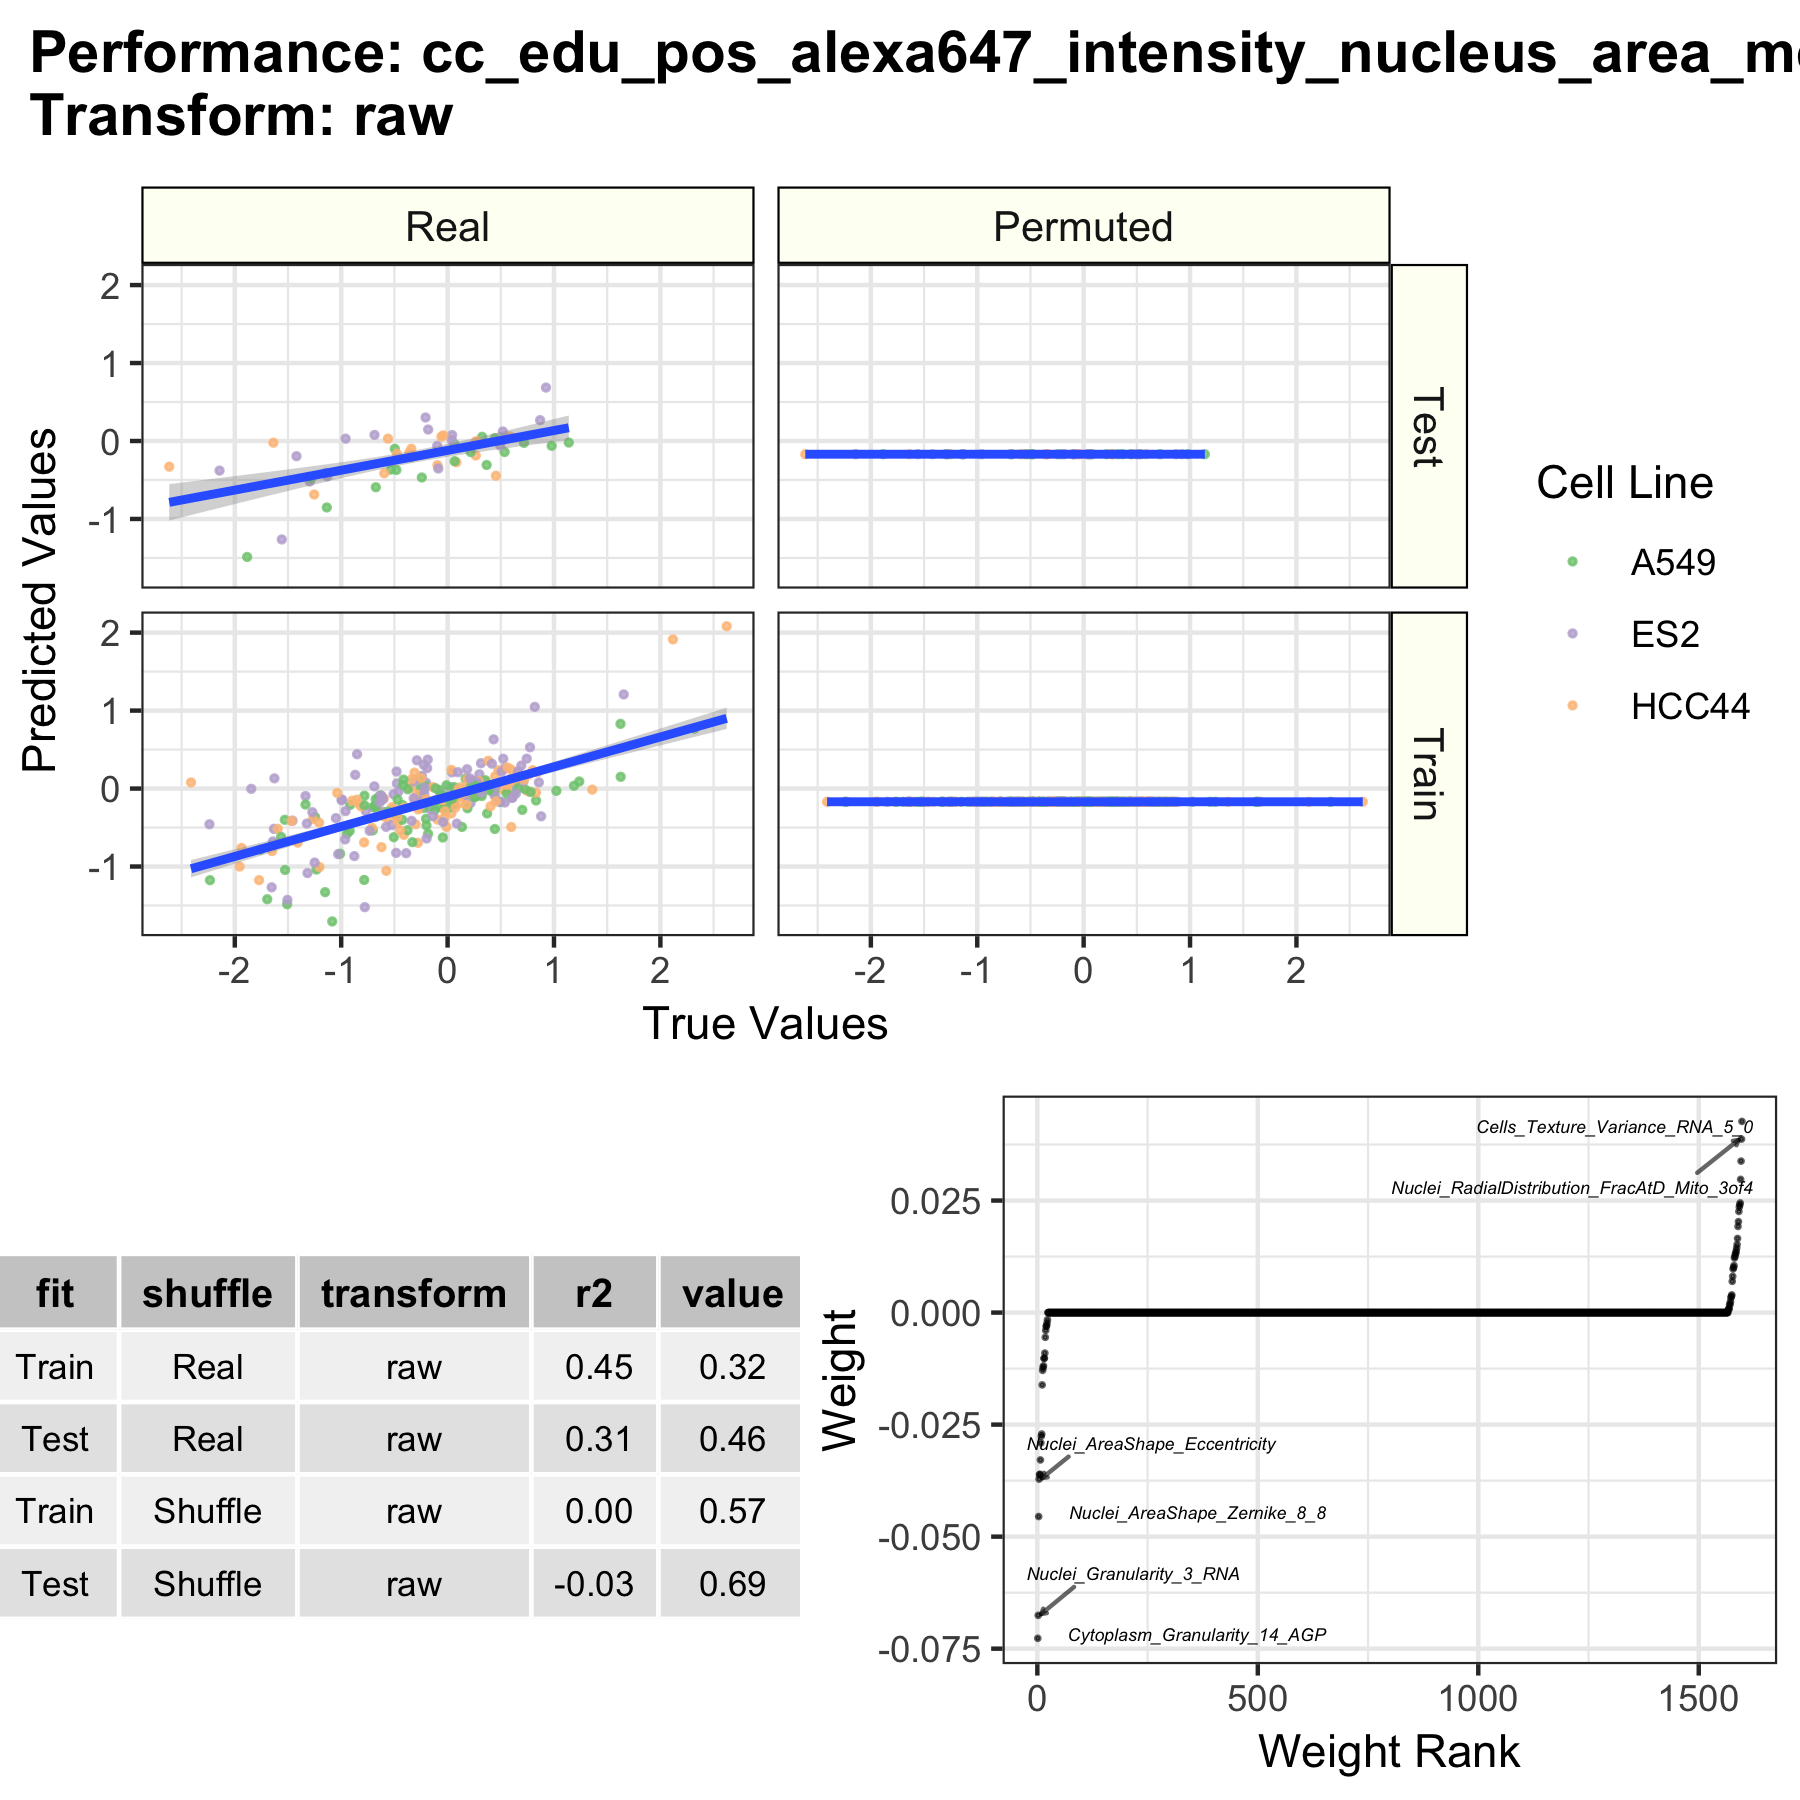 Performance: cc_edu_pos_alexa647_intensity_nucleus_area_m
Transform: raw
Real
Permuted
2
1
0
-1
Test
2
1
0
-1
Train
-2
-1
0
1
2
-2
-1
0
1
2
Predicted Values
True Values
Cell Line
A549
ES2
HCC44
fit shuffle transform r2 value
Train Real raw 0.45 0.32
Test Real raw 0.31 0.46
Train Shuffle raw 0.00 0.57
Test Shuffle raw -0.03 0.69
Weight
0.025
0.000
-0.025
-0.050
-0.075
Cells_Texture_Variance_RNA_5_0
Nuclei_RadialDistribution_FracAtD_Mito_3of4
Nuclei_AreaShape_Eccentricity
Nuclei_AreaShape_Zernike_8_8
Nuclei_Granularity_3_RNA
Cytoplasm_Granularity_14_AGP
0
500
1000
1500
Weight Rank